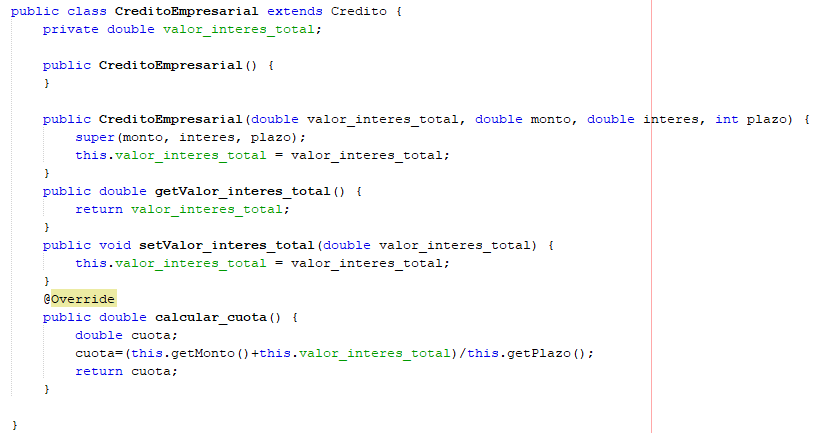 public class CreditoEmpresarial extends Credito {
    private double valor_interes_total;

    public CreditoEmpresarial() {
    }

    public CreditoEmpresarial(double valor_interes_total, double monto, double interes, int plazo) {
        super(monto, interes, plazo);
        this.valor_interes_total = valor_interes_total;
    }
    public double getValor_interes_total() {
        return valor_interes_total;
    }
    public void setValor_interes_total(double valor_interes_total) {
        this.valor_interes_total = valor_interes_total;
    }
    @Override
    public double calcular_cuota() {
        double cuota;
        cuota=(this.getMonto()+this.valor_interes_total)/this.getPlazo();
        return cuota;
    }

}